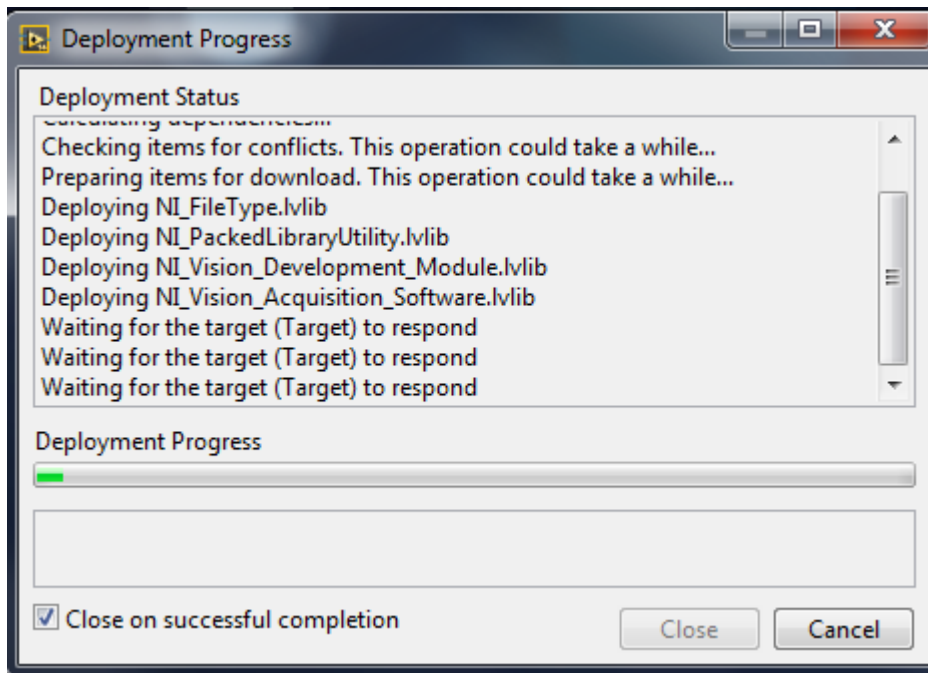 Deployment Progress
Deployment Status
Calculating dependencies...
Checking items for conflicts. This operation could take a while...
Preparing items for download. This operation could take a while...
Deploying NI_FileType.lvlib
Deploying NI_PackedLibraryUtility.lvlib
Deploying NI_Vision_Development_Module.lvlib
Deploying NI_Vision_Acquisition_Software.lvlib
Waiting for the target (Target) to respond
Waiting for the target (Target) to respond
Waiting for the target (Target) to respond
Deployment Progress
Close on successful completion
Close
Cancel